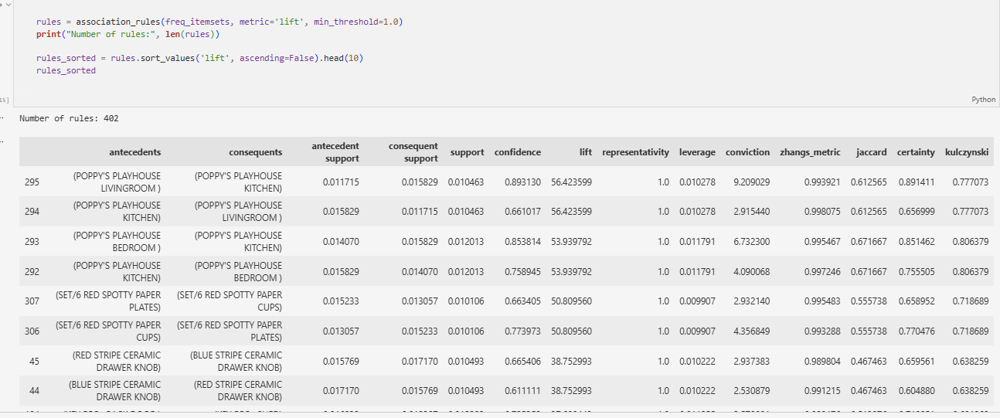 rules = association_rules(freq_itemsets, metric='lift', min_threshold=1.0)
print("Number of rules:", len(rules))
rules_sorted = rules.sort_values('lift', ascending=False).head(10)
rules_sorted
Python
Number of rules: 402
antecedents consequents antecedent support consequent support support confidence lift representativity leverage conviction zhangs_metric jaccard certainty kulczynski
295 (POPPY'S PLAYHOUSE LIVINGROOM ) (POPPY'S PLAYHOUSE KITCHEN) 0.011715 0.015829 0.010463 0.893130 56.423599 1.0 0.010278 9.209029 0.993921 0.612565 0.891411 0.777073
294 (POPPY'S PLAYHOUSE KITCHEN) (POPPY'S PLAYHOUSE LIVINGROOM ) 0.015829 0.011715 0.010463 0.661017 56.423599 1.0 0.010278 2.915440 0.998075 0.612565 0.656999 0.777073
293 (POPPY'S PLAYHOUSE BEDROOM ) (POPPY'S PLAYHOUSE KITCHEN) 0.014070 0.015829 0.012013 0.853814 53.939792 1.0 0.011791 6.732300 0.995467 0.671667 0.851462 0.806379
292 (POPPY'S PLAYHOUSE KITCHEN) (POPPY'S PLAYHOUSE BEDROOM ) 0.015829 0.014070 0.012013 0.758945 53.939792 1.0 0.011791 4.090068 0.997246 0.671667 0.755505 0.806379
307 (SET/6 RED SPOTTY PAPER PLATES) (SET/6 RED SPOTTY PAPER CUPS) 0.015233 0.013057 0.010106 0.663405 50.809560 1.0 0.009907 2.932140 0.995483 0.555738 0.658952 0.718689
306 (SET/6 RED SPOTTY PAPER CUPS) (SET/6 RED SPOTTY PAPER PLATES) 0.013057 0.015233 0.010106 0.773973 50.809560 1.0 0.009907 4.356849 0.993288 0.555738 0.770476 0.718689
45 (RED STRIPE CERAMIC DRAWER KNOB) (BLUE STRIPE CERAMIC DRAWER KNOB) 0.015769 0.017170 0.010493 0.665406 38.752993 1.0 0.010222 2.937383 0.989804 0.467463 0.659561 0.638259
44 (BLUE STRIPE CERAMIC DRAWER KNOB) (RED STRIPE CERAMIC DRAWER KNOB) 0.017170 0.015769 0.010493 0.611111 38.752993 1.0 0.010222 2.530879 0.991215 0.467463 0.604880 0.638259